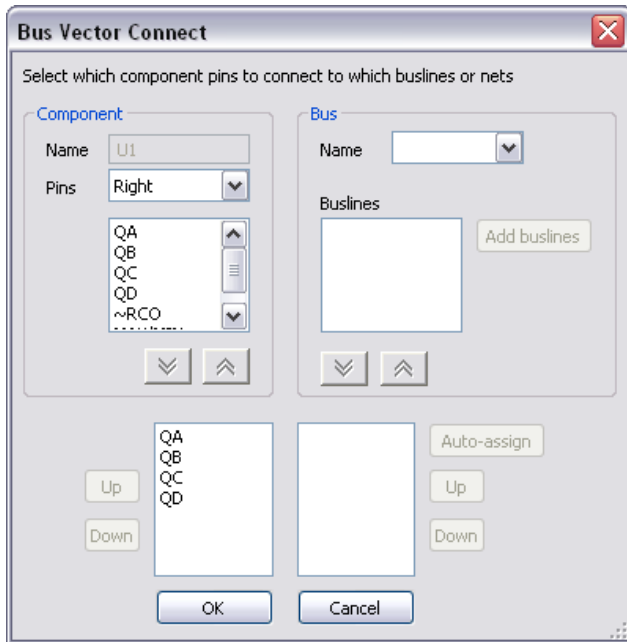 Bus Vector Connect
Select which component pins to connect to which buslines or nets
Component
Name U1
Pins Right
QA
QB
QC
QD
~RCO
Bus
Name
Buslines
Add buslines
QA
QB
QC
QD
Up
Down
Auto-assign
Up
Down
OK
Cancel